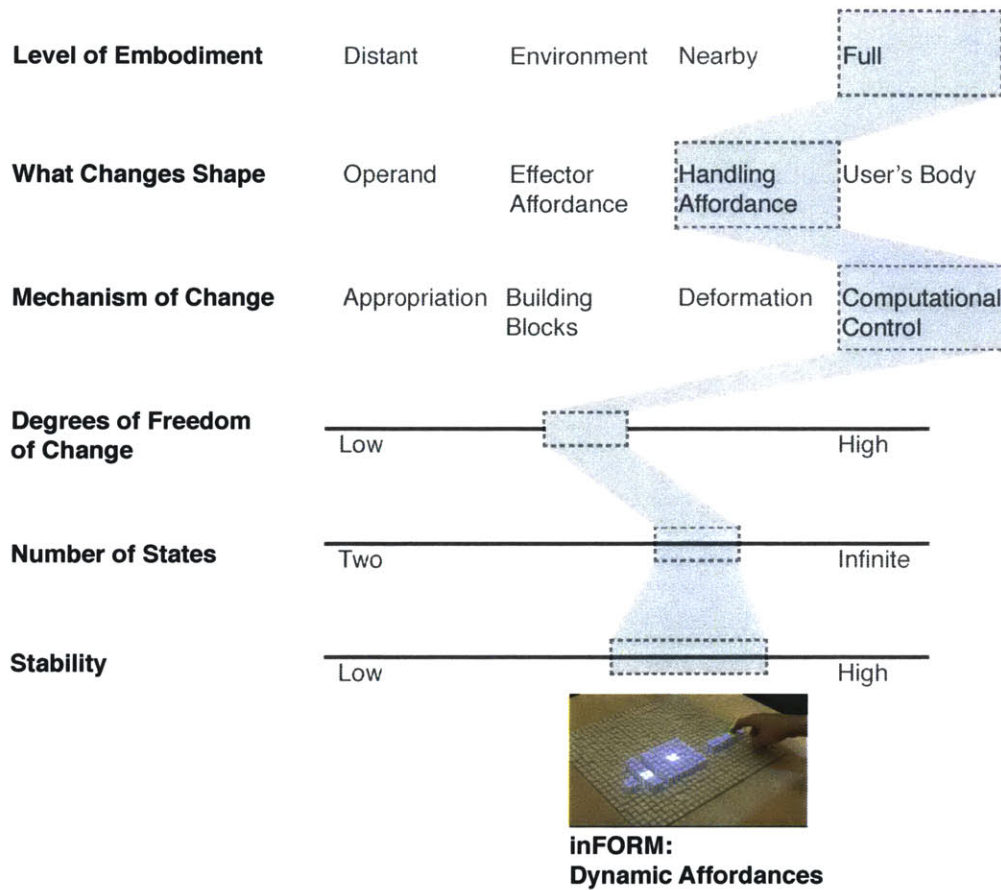 Level of Embodiment Distant Environment Nearby Full
What Changes Shape Operand Effector Affordance Handling Affordance User's Body
Mechanism of Change Appropriation Building Blocks Deformation Computational Control
Degrees of Freedom of Change
Low High
Number of States
Two Infinite
Stability
Low High
inFORM:
Dynamic Affordances